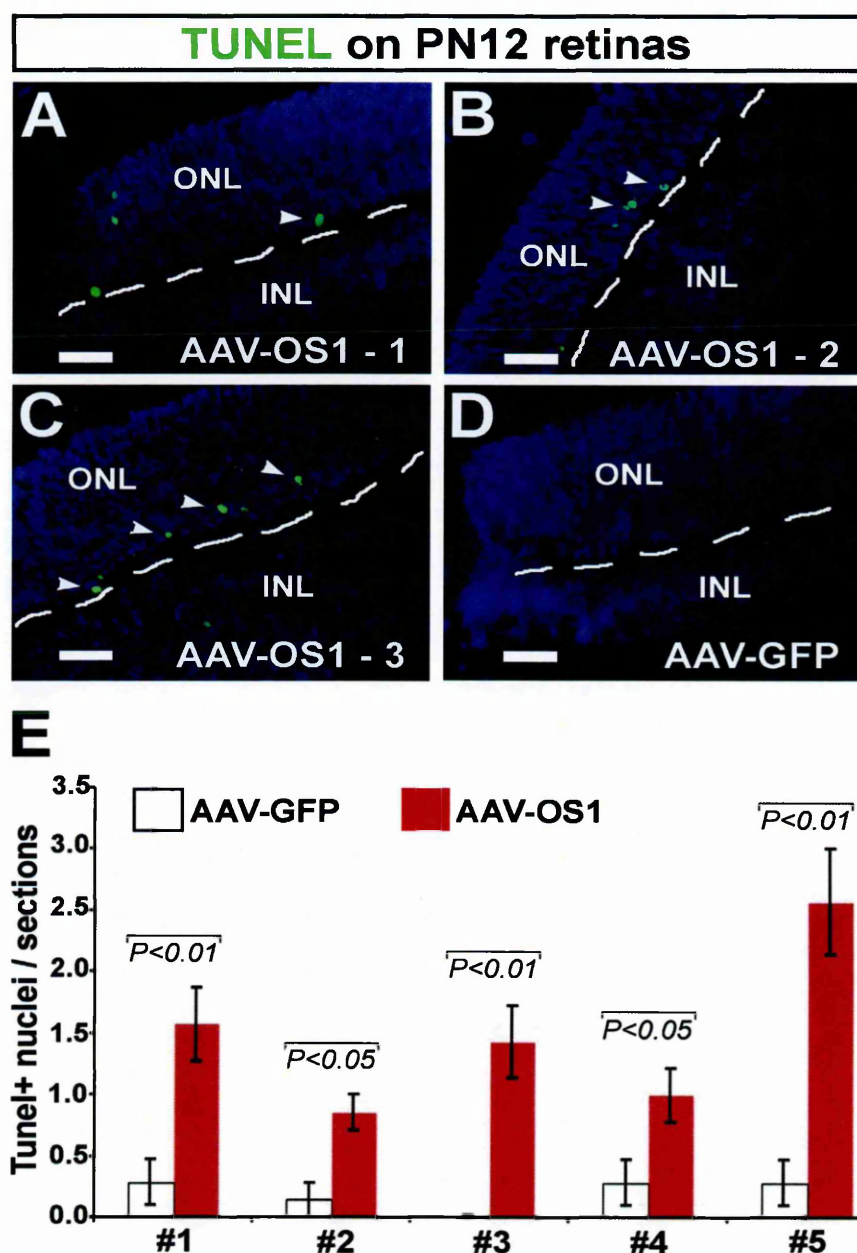 TUNEL on PN12 retinas
A
ONL
INL
AAV-OS1 - 1
B
ONL
INL
AAV-OS1 - 2
C
ONL
INL
AAV-OS1 - 3
D
ONL
INL
AAV-GFP
E
Tunel+ nuclei / sections
3.5
3.0
2.5
2.0
1.5
1.0
0.5
0.0
AAV-GFP
AAV-OS1
P<0.01
P<0.05
P<0.01
P<0.05
P<0.01
#1 #2 #3 #4 #5